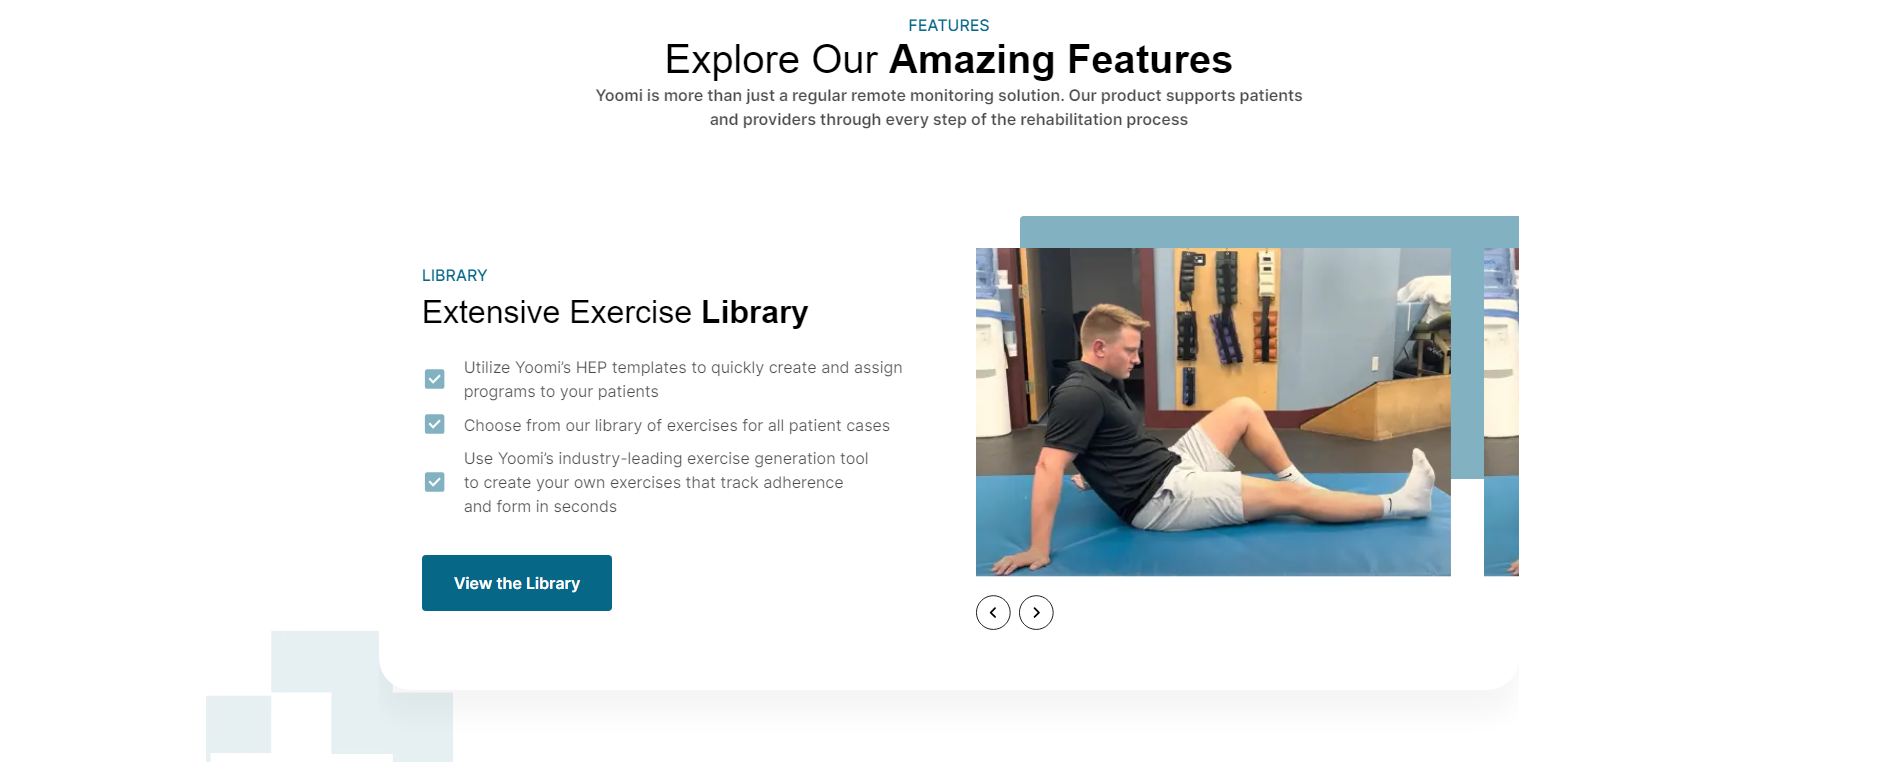 FEATURES
Explore Our Amazing Features
Yoomi is more than just a regular remote monitoring solution. Our product supports patients
and providers through every step of the rehabilitation process
LIBRARY
Extensive Exercise Library
Utilize Yoomi’s HEP templates to quickly create and assign
programs to your patients
Choose from our library of exercises for all patient cases
Use Yoomi’s industry-leading exercise generation tool
to create your own exercises that track adherence
and form in seconds
View the Library